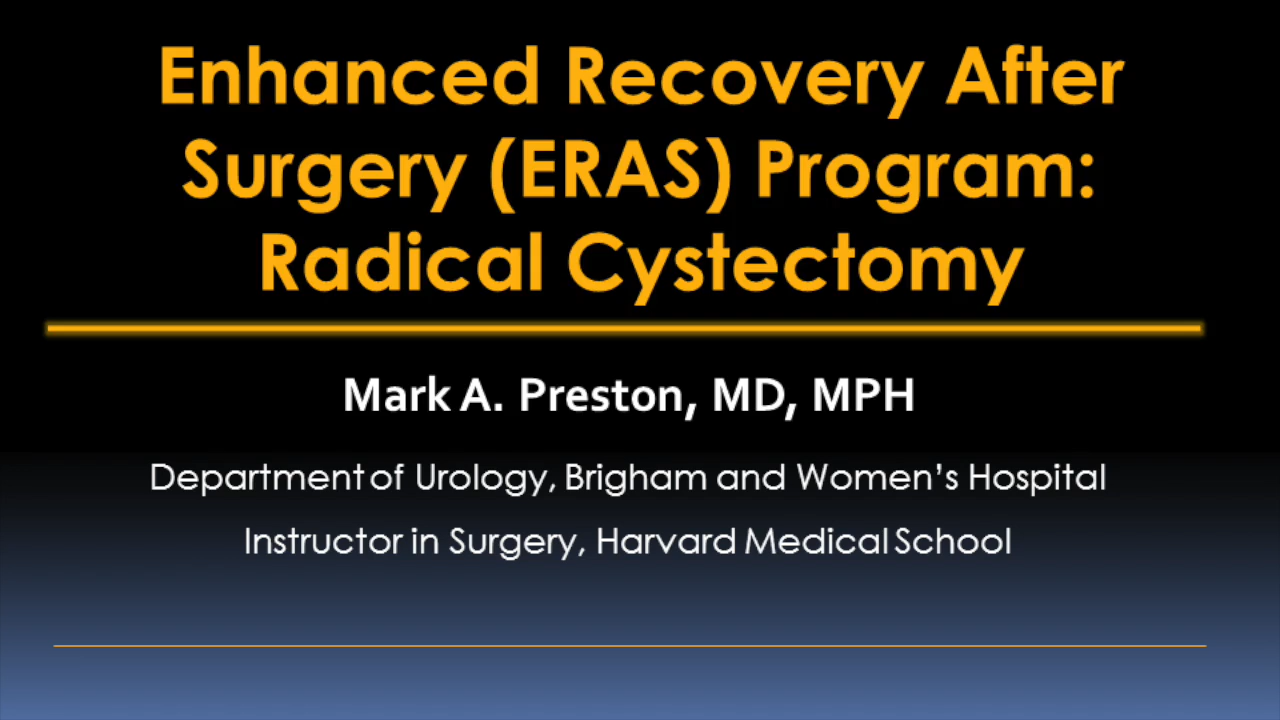 Enhanced Recovery After
Surgery (ERAS) Program:
Radical Cystectomy
Mark A. Preston, MD, MPH
Department of Urology, Brigham and Women’s Hospital
Instructor in Surgery, Harvard Medical School